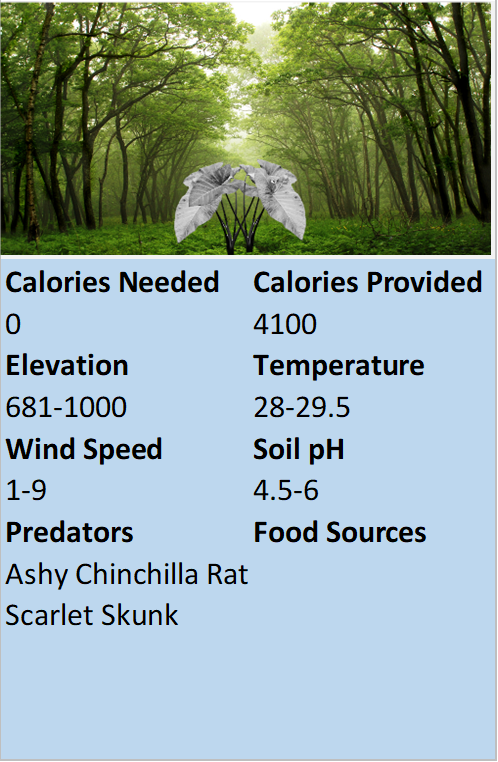 Calories Needed Calories Provided
0 4100
Elevation Temperature
681-1000 28-29.5
Wind Speed Soil pH
1-9 4.5-6
Predators Food Sources
Ashy Chinchilla Rat
Scarlet Skunk